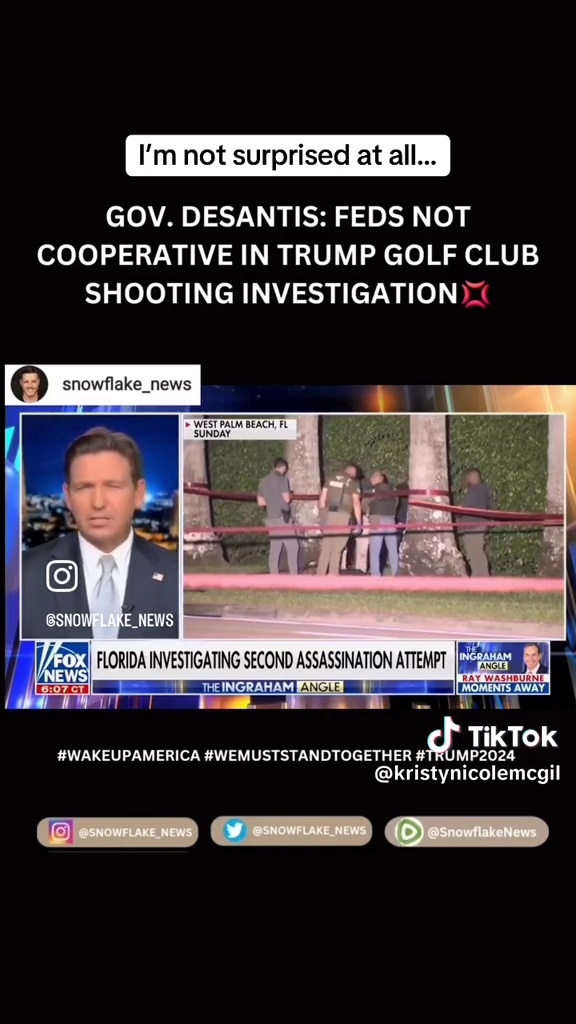 I'm not surprised at all...
GOV. DESANTIS: FEDS NOT
COOPERATIVE IN TRUMP GOLF CLUB
SHOOTING INVESTIGATION💢
snowflake_news
WEST PALM BEACH, FL
SUNDAY
@SNOWFLAKE_NEWS
FOX
NEWS
6:07 CT
FLORIDA INVESTIGATING SECOND ASSASSINATION ATTEMPT
THE INGRAHAM ANGLE
THE
INGRAHAM
ANGLE
RAY WASHBURNE
MOMENTS AWAY
TikTok
#WAKEUPAMERICA #WEMUSTSTANDTOGETHER #TRUMP2024
@kristynicolemcgil
@SNOWFLAKE_NEWS
@SNOWFLAKE_NEWS
@SnowflakeNews